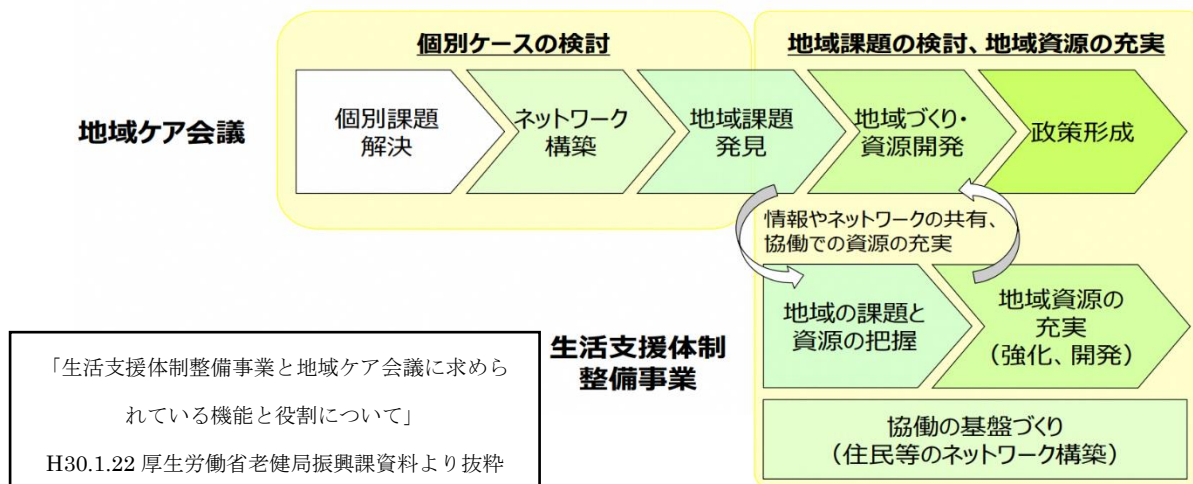 個別ケースの検討
地域課題の検討、地域資源の充実
地域ケア会議
個別課題
解決
ネットワーク
構築
地域課題
発見
地域づくり・
資源開発
政策形成
情報やネットワークの共有、
協働での資源の充実
生活支援体制
整備事業
地域の課題と
資源の把握
地域資源の
充実
（強化、開発）
協働の基盤づくり
（住民等のネットワーク構築）
「生活支援体制整備事業と地域ケア会議に求めら
れている機能と役割について」
H30.1.22 厚生労働省老健局振興課資料より抜粋